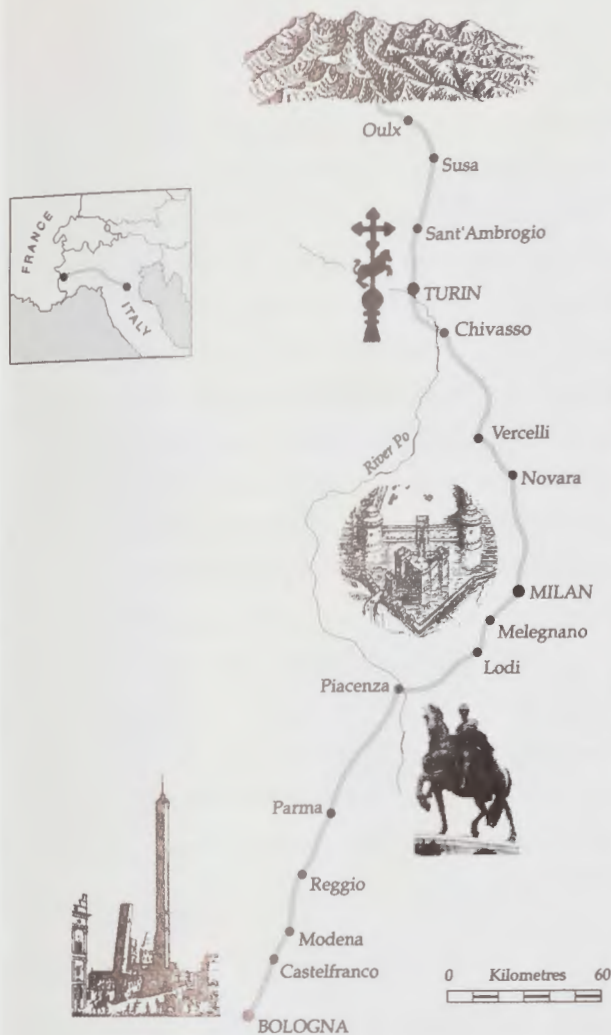 Oulx
Susa
FRANCE
ITALY
Sant'Ambrogio
TURIN
Chivasso
Vercelli
River Po
Novara
MILAN
Melegnano
Lodi
Piacenza
Parma
Reggio
Modena
Castelfranco
0 Kilometres 60
BOLOGNA